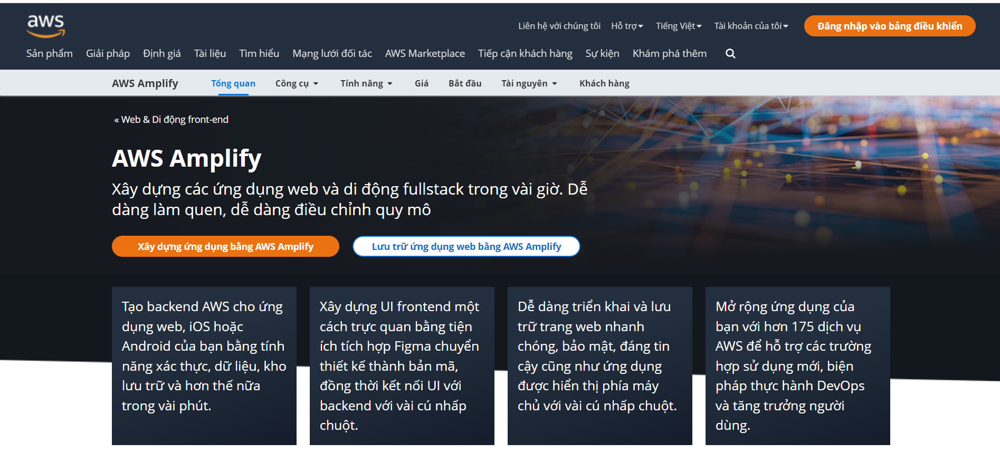 aws
Liên hệ với chúng tôi Hỗ trợ Tiếng Việt Tài khoản của tôi Đăng nhập vào bảng điều khiển
Sản phẩm Giải pháp Định giá Tài liệu Tìm hiểu Mạng lưới đối tác AWS Marketplace Tiếp cận khách hàng Sự kiện Khám phá thêm
AWS Amplify Tổng quan Công cụ Tính năng Giá Bắt đầu Tài nguyên Khách hàng
« Web & Di động front-end
AWS Amplify
Xây dựng các ứng dụng web và di động fullstack trong vài giờ. Dễ
dàng làm quen, dễ dàng điều chỉnh quy mô
Xây dựng ứng dụng bằng AWS Amplify
Lưu trữ ứng dụng web bằng AWS Amplify
Tạo backend AWS cho ứng
dụng web, iOS hoặc
Android của bạn bằng tính
năng xác thực, dữ liệu, kho
lưu trữ và hơn thế nữa
trong vài phút.
Xây dựng UI frontend một
cách trực quan bằng tiện
ích tích hợp Figma chuyển
thiết kế thành bản mã,
đồng thời kết nối UI với
backend với vài cú nhấp
chuột.
Dễ dàng triển khai và lưu
trữ trang web nhanh
chóng, bảo mật, đáng tin
cậy cũng như ứng dụng
được hiển thị phía máy
chủ với vài cú nhấp chuột.
Mở rộng ứng dụng của
bạn với hơn 175 dịch vụ
AWS để hỗ trợ các trường
hợp sử dụng mới, biện
pháp thực hành DevOps
và tăng trưởng người
dùng.